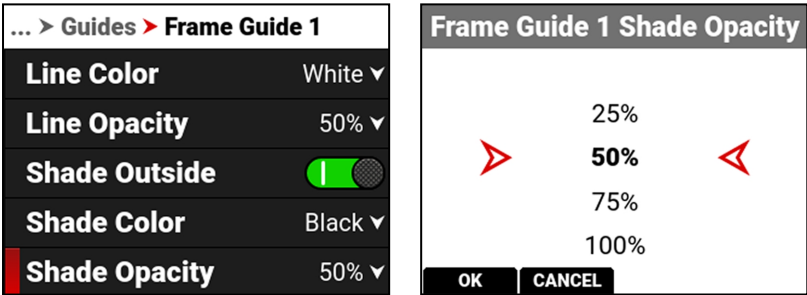 ... > Guides > Frame Guide 1
Line Color White
Line Opacity 50%
Shade Outside
Shade Color Black
Shade Opacity 50%
Frame Guide 1 Shade Opacity
25%
50%
75%
100%
OK CANCEL